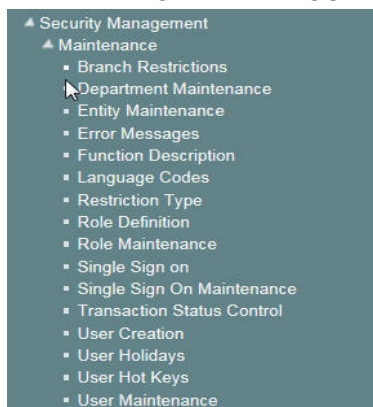 Security Management
Maintenance
Branch Restrictions
Department Maintenance
Entity Maintenance
Error Messages
Function Description
Language Codes
Restriction Type
Role Definition
Role Maintenance
Single Sign on
Single Sign On Maintenance
Transaction Status Control
User Creation
User Holidays
User Hot Keys
User Maintenance